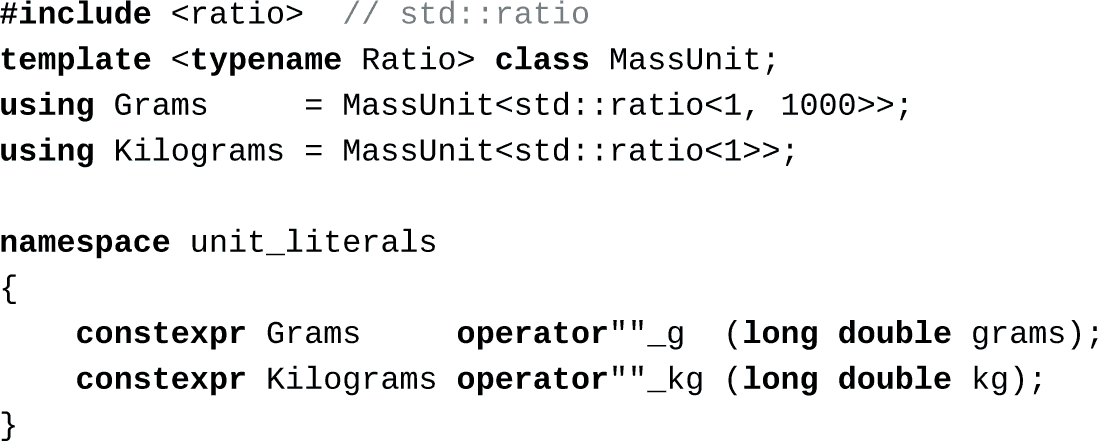 #include <ratio>  // std::ratio
template <typename Ratio> class MassUnit;
using Grams     = MassUnit<std::ratio<1, 1000>>;
using Kilograms = MassUnit<std::ratio<1>>;

namespace unit_literals
{
    constexpr Grams     operator""_g  (long double grams);
    constexpr Kilograms operator""_kg (long double kg);
}